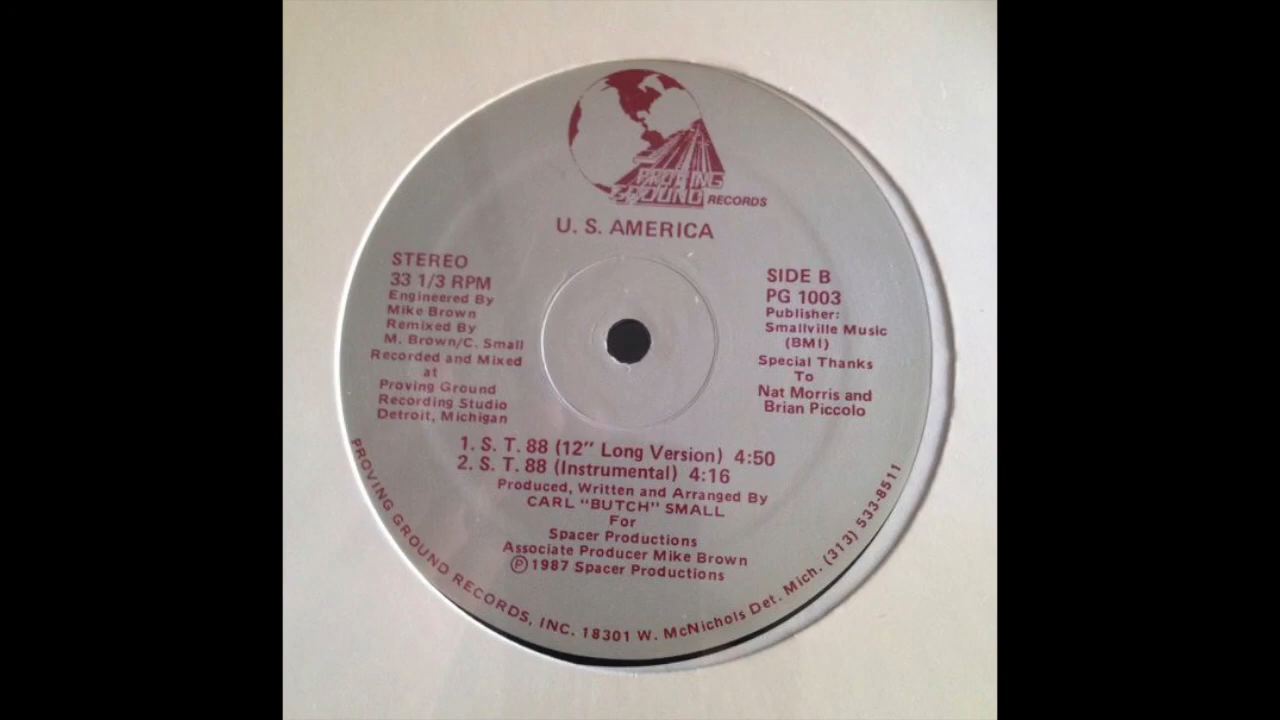 PROVING
GROUND RECORDS
U. S. AMERICA
STEREO
33 1/3 RPM
Engineered By
Mike Brown
Remixed By
M. Brown/C. Small
Recorded and Mixed
at
Proving Ground
Recording Studio
Detroit, Michigan
SIDE B
PG 1003
Publisher:
Smallville Music
(BMI)
Special Thanks
To
Nat Morris and
Brian Piccolo
1. S. T. 88 (12" Long Version) 4:50
2. S. T. 88 (Instrumental) 4:16
Produced, Written and Arranged By
CARL "BUTCH" SMALL
For
Spacer Productions
Associate Producer Mike Brown
Ⓟ 1987 Spacer Productions
PROVING GROUND RECORDS, INC. 18301 W. McNichols Det. Mich. (313) 533-8511